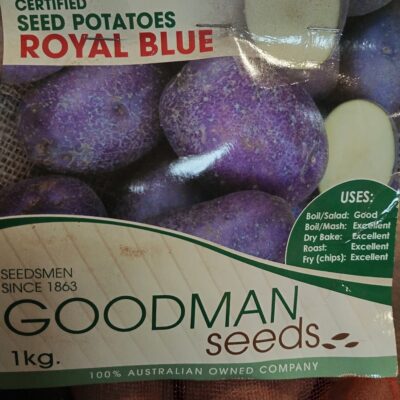 CERTIFIED
SEED POTATOES
ROYAL BLUE
USES:
Boil/Salad: Good
Boil/Mash: Excellent
Dry Bake: Excellent
Roast: Excellent
Fry (chips): Excellent
SEEDSMEN
SINCE 1863
GOODMAN
seeds
1kg.
100% AUSTRALIAN OWNED COMPANY